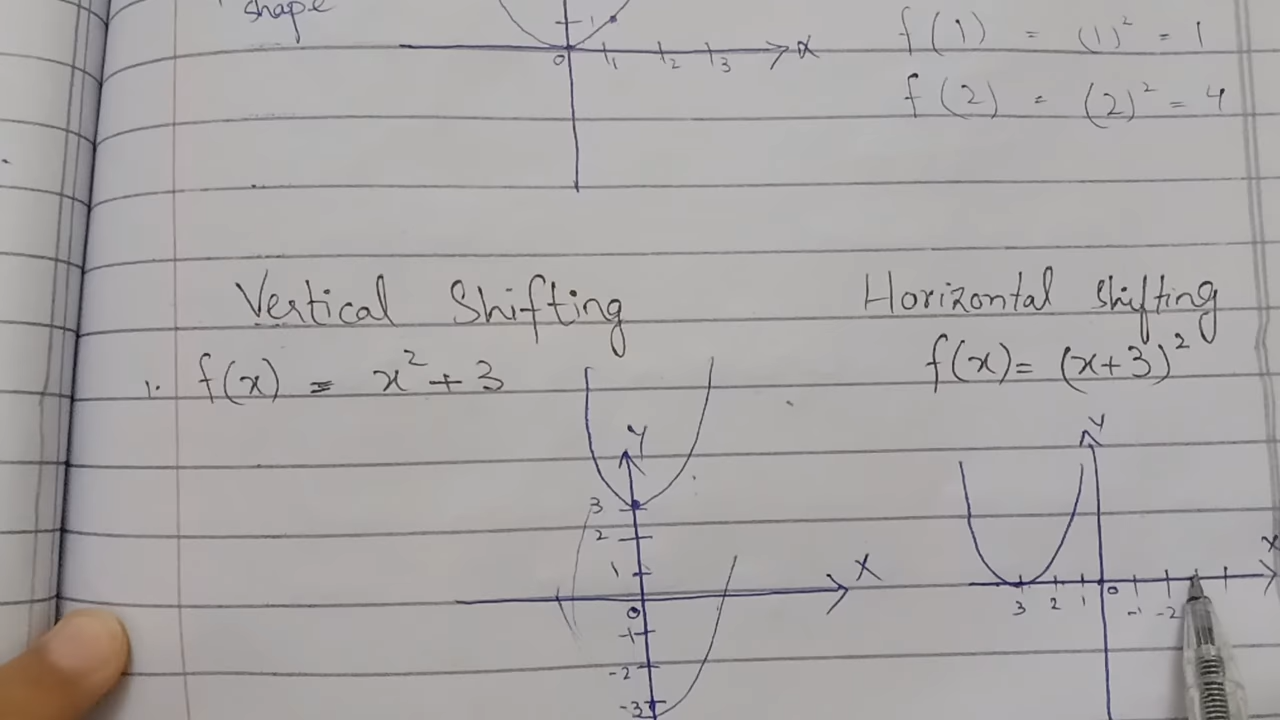 shape
1
0 1 2 3 x
f(1) = (1)² = 1
f(2) = (2)² = 4
Vertical Shifting
1. f(x) = x² + 3
Y
3
2
1
0
X
-1
-2
-3
Horizontal shifting
f(x) = (x+3)²
Y
X
3 2 1 0 -1 -2